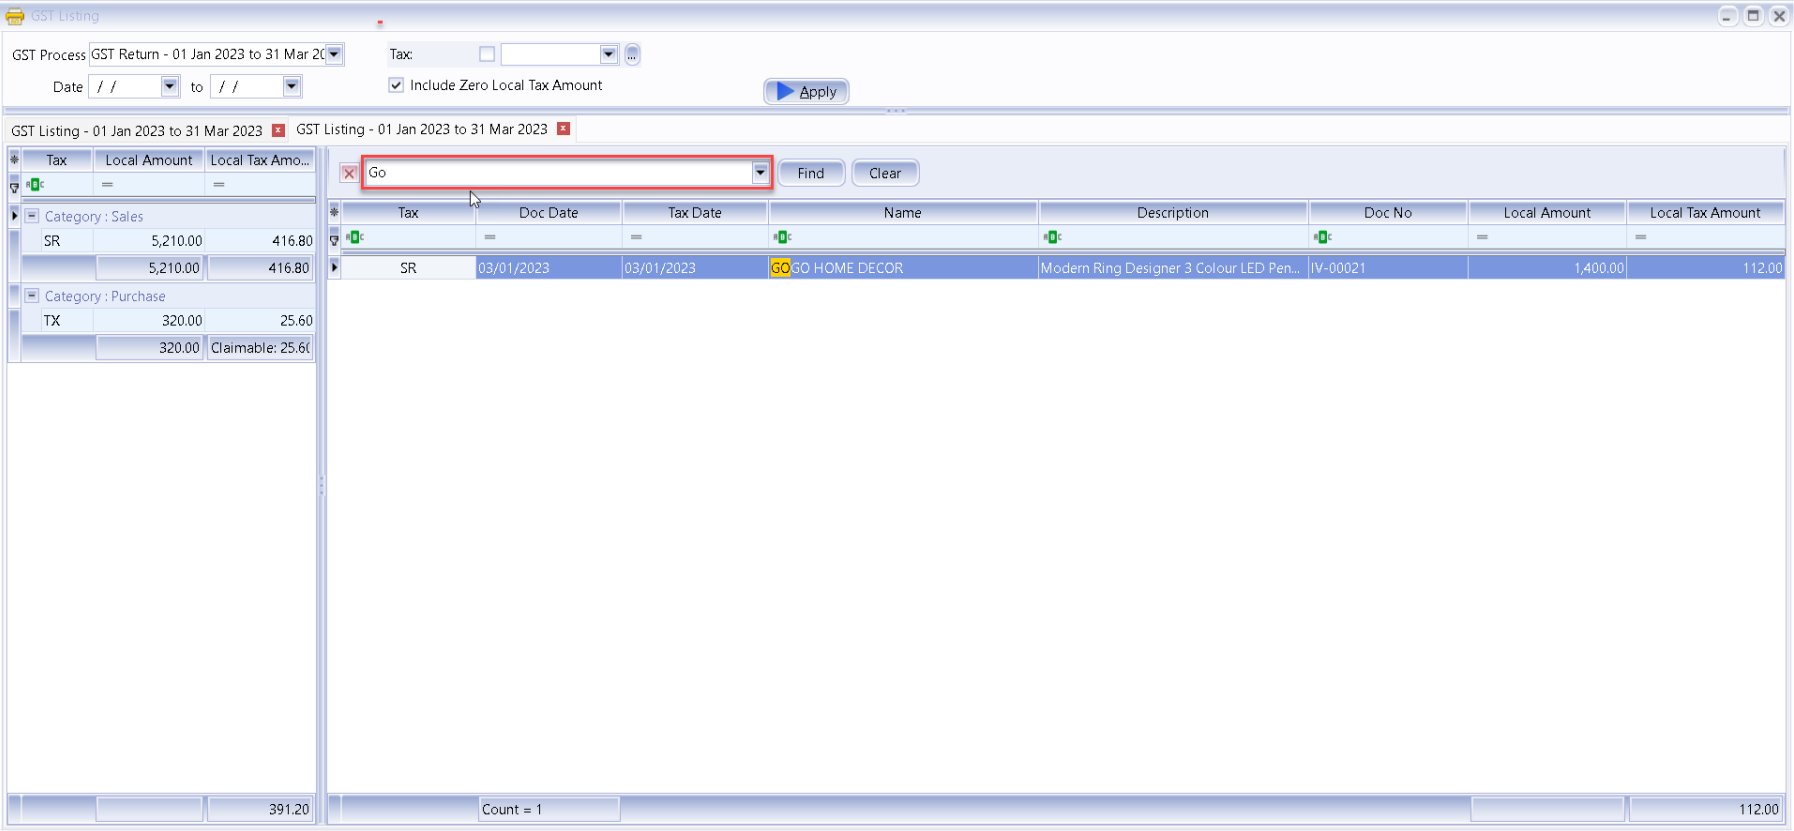 GST Listing
GST Process GST Return - 01 Jan 2023 to 31 Mar 20 Tax: ...
Date / / to / / Include Zero Local Tax Amount Apply
GST Listing - 01 Jan 2023 to 31 Mar 2023 GST Listing - 01 Jan 2023 to 31 Mar 2023
Tax Local Amount Local Tax Amo...
ABC = =
Category : Sales
SR 5,210.00 416.80
5,210.00 416.80
Category : Purchase
TX 320.00 25.60
320.00 Claimable: 25.6
391.20
Go Find Clear
Tax Doc Date Tax Date Name Description Doc No Local Amount Local Tax Amount
ABC = = ABC ABC ABC = =
SR 03/01/2023 03/01/2023 GOGO HOME DECOR Modern Ring Designer 3 Colour LED Pen... IV-00021 1,400.00 112.00
Count = 1 112.00